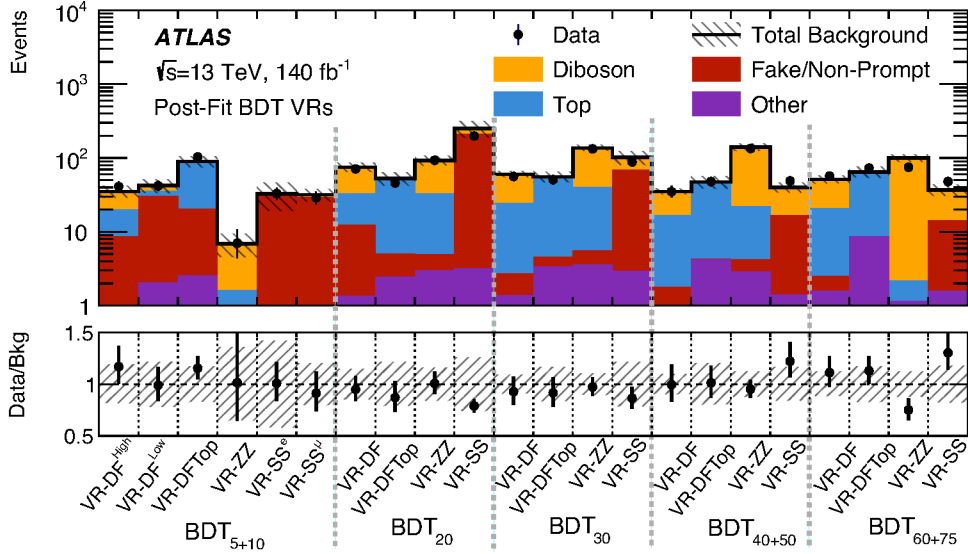 Events
10⁴
10³
10²
10
1
ATLAS
√s=13 TeV, 140 fb⁻¹
Post-Fit BDT VRs
Data
Total Background
Diboson
Fake/Non-Prompt
Top
Other
Data/Bkg
1.5
1
0.5
VR-DF^High
VR-DF^Low
VR-DFTop
VR-ZZ
VR-SS^e
VR-SS^μ
VR-DF
VR-DFTop
VR-ZZ
VR-SS
VR-DF
VR-DFTop
VR-ZZ
VR-SS
VR-DF
VR-DFTop
VR-ZZ
VR-SS
VR-DF
VR-DFTop
VR-ZZ
VR-SS
BDT₅₊₁₀
BDT₂₀
BDT₃₀
BDT₄₀₊₅₀
BDT₆₀₊₇₅